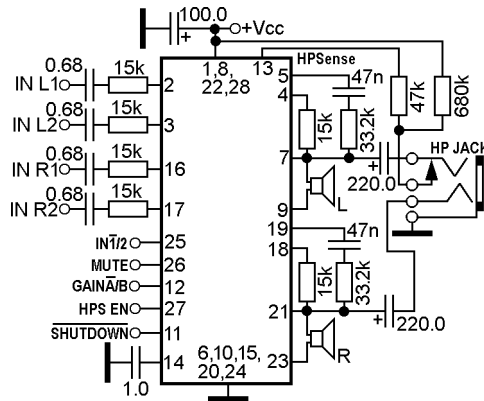 100.0
+Vcc
HPSense
1,8, 13
22,28
0.68 15k
IN L1 2
0.68 15k
IN L2 3
0.68 15k
IN R1 16
0.68 15k
IN R2 17
IN1̅/2 25
MUTE 26
GAINA̅/B 12
HPS EN 27
S̅H̅U̅T̅D̅O̅W̅N̅ 11
14
1.0
6,10,15,
20,24
5 47n
4
15k 33.2k
7
220.0
L
9
47k 680k
HP JACK
19 47n
18
15k 33.2k
21
220.0
R
23